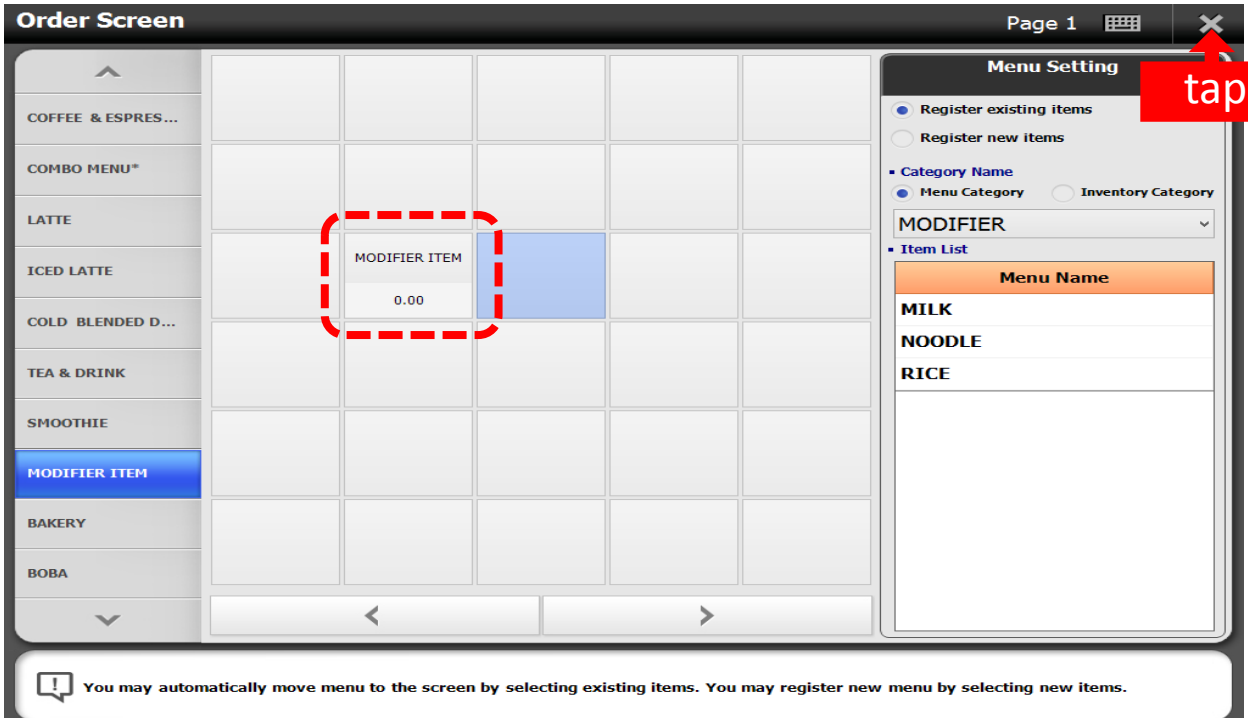 Order Screen
Page 1
tap
COFFEE & ESPRES...
COMBO MENU*
LATTE
ICED LATTE
COLD BLENDED D...
TEA & DRINK
SMOOTHIE
MODIFIER ITEM
BAKERY
BOBA
MODIFIER ITEM
0.00
Menu Setting
Register existing items
Register new items
Category Name
Menu Category Inventory Category
MODIFIER
Item List
Menu Name
MILK
NOODLE
RICE
You may automatically move menu to the screen by selecting existing items. You may register new menu by selecting new items.